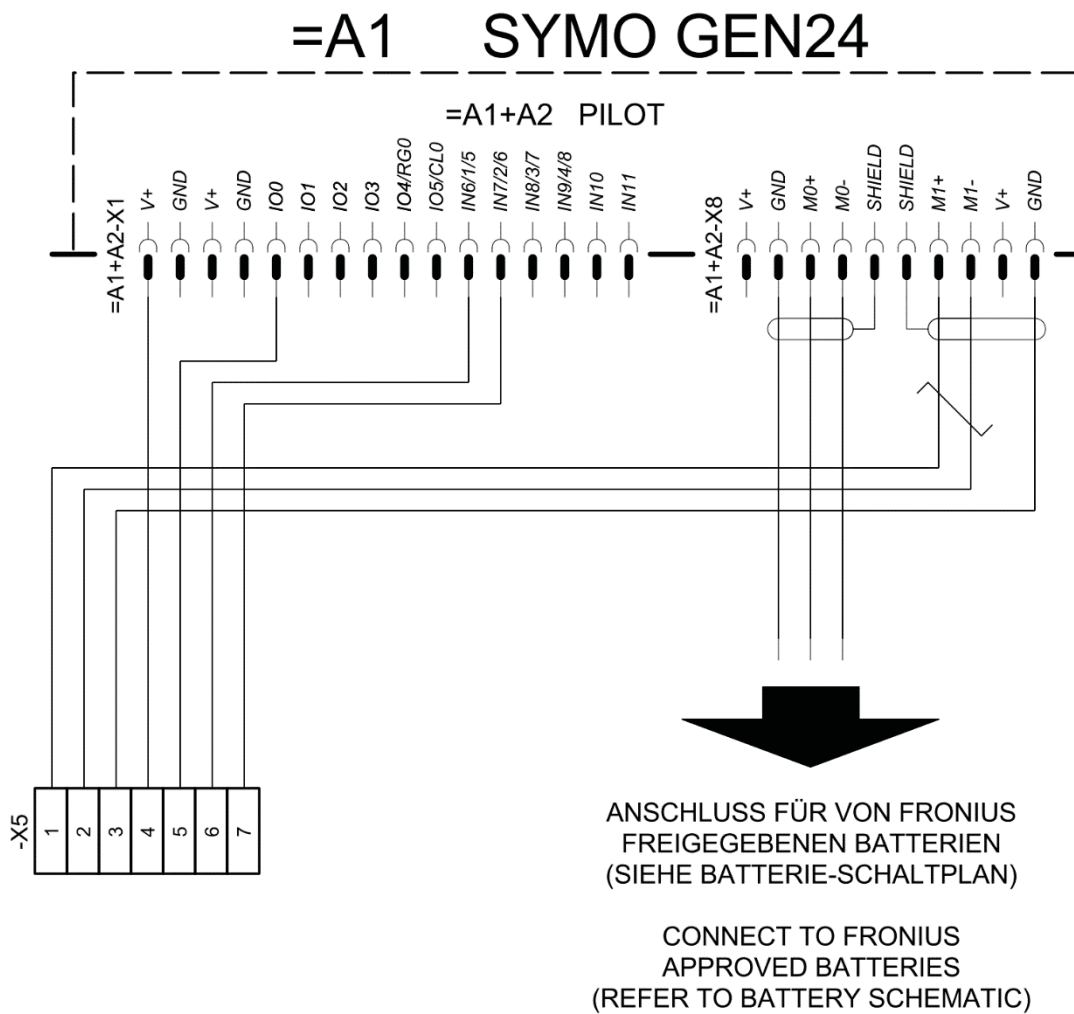 =A1 SYMO GEN24
=A1+A2 PILOT
=A1+A2-X1
V+
GND
V+
GND
IO0
IO1
IO2
IO3
IO4/RG0
IO5/CL0
IN6/1/5
IN7/2/6
IN8/3/7
IN9/4/8
IN10
IN11
=A1+A2-X8
V+
GND
M0+
M0-
SHIELD
SHIELD
M1+
M1-
V+
GND
-X5
1
2
3
4
5
6
7
ANSCHLUSS FÜR VON FRONIUS
FREIGEGEBENEN BATTERIEN
(SIEHE BATTERIE-SCHALTPLAN)
CONNECT TO FRONIUS
APPROVED BATTERIES
(REFER TO BATTERY SCHEMATIC)